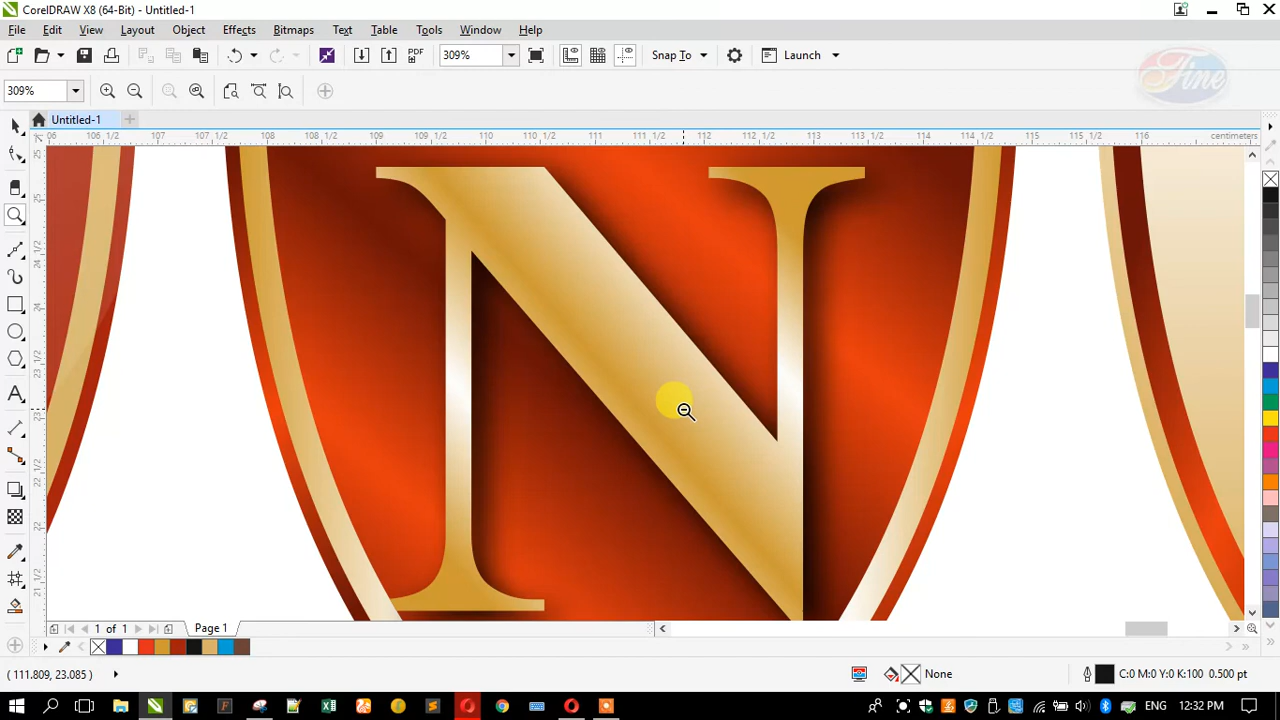 CorelDRAW X8 (64-Bit) - Untitled-1
File Edit View Layout Object Effects Bitmaps Text Table Tools Window Help
PDF 309% Snap To Launch
Fine
309%
Untitled-1
06 106 1/2 107 107 1/2 108 108 1/2 109 109 1/2 110 110 1/2 111 111 1/2 112 112 1/2 113 113 1/2 114 114 1/2 115 115 1/2 116 centimeters
N
1 of 1 Page 1
( 111.809, 23.085 ) None C:0 M:0 Y:0 K:100 0.500 pt
ENG 12:32 PM